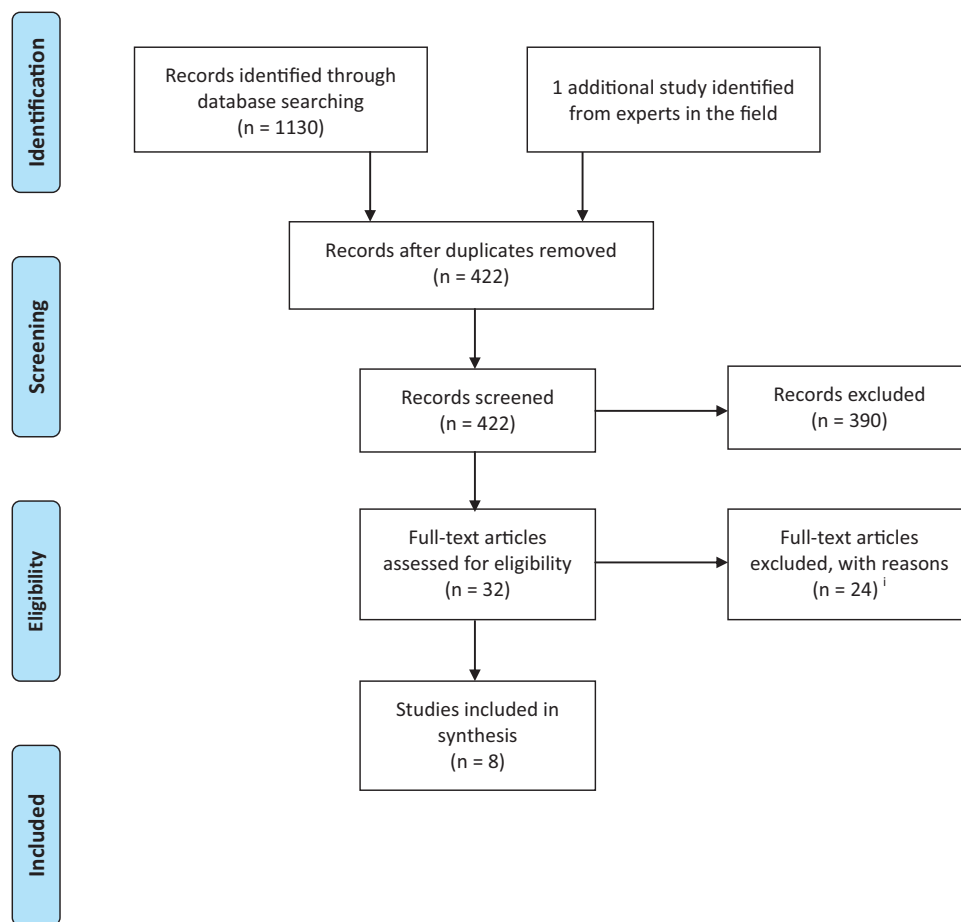 Identification
Records identified through
database searching
(n = 1130)
1 additional study identified
from experts in the field
Records after duplicates removed
(n = 422)
Screening
Records screened
(n = 422)
Records excluded
(n = 390)
Eligibility
Full-text articles
assessed for eligibility
(n = 32)
Full-text articles
excluded, with reasons
(n = 24) i
Studies included in
synthesis
(n = 8)
Included